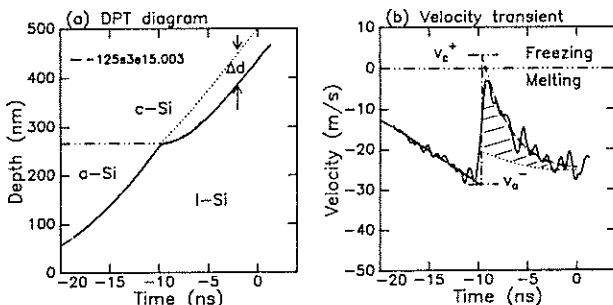 (a) DPT diagram
500
400
300
200
100
0
Depth (nm)
-125s3e15.003
Δd
c-Si
a-Si
l-Si
-20 -15 -10 -5 0
Time (ns)
(b) Velocity transient
10
0
-10
-20
-30
-40
-50
Velocity (m/s)
v_c^+
Freezing
Melting
v_a^-
-20 -15 -10 -5 0
Time (ns)